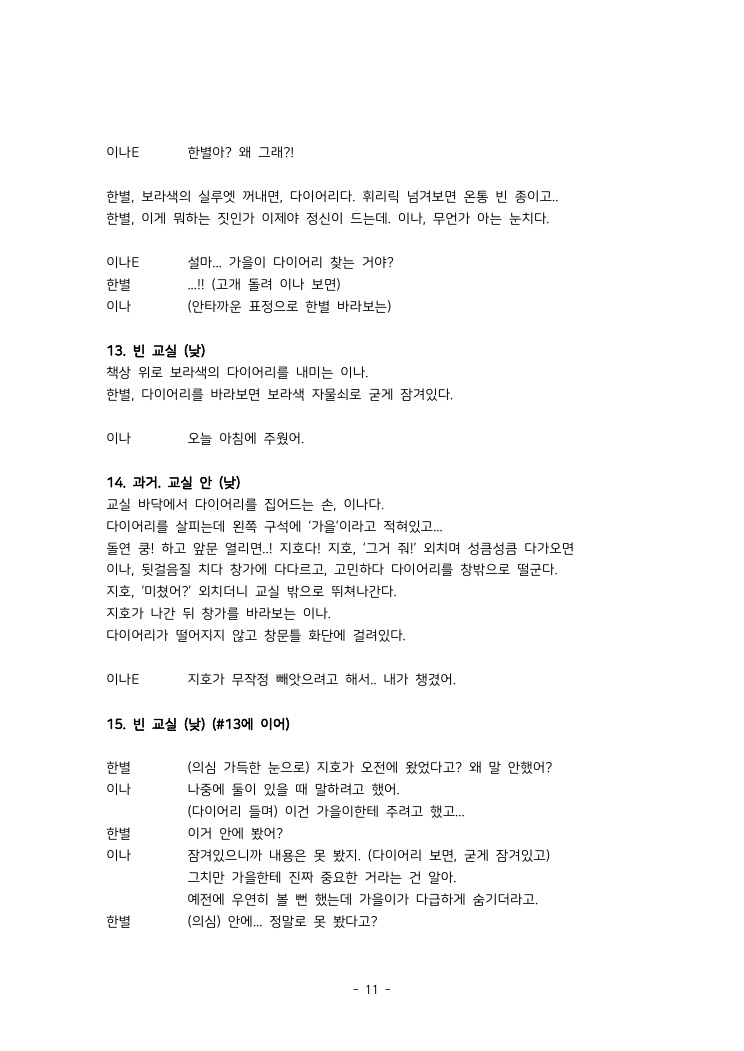 이나E 한별아? 왜 그래?!
한별, 보라색의 실루엣 꺼내면, 다이어리다. 휘리릭 넘겨보면 온통 빈 종이고..
한별, 이게 뭐하는 짓인가 이제야 정신이 드는데. 이나, 무언가 아는 눈치다.
이나E 설마... 가을이 다이어리 찾는 거야?
한별 ...!! (고개 돌려 이나 보면)
이나 (안타까운 표정으로 한별 바라보는)
13. 빈 교실 (낮)
책상 위로 보라색의 다이어리를 내미는 이나.
한별, 다이어리를 바라보면 보라색 자물쇠로 굳게 잠겨있다.
이나 오늘 아침에 주웠어.
14. 과거. 교실 안 (낮)
교실 바닥에서 다이어리를 집어드는 손, 이나다.
다이어리를 살피는데 왼쪽 구석에 '가을'이라고 적혀있고...
돌연 쿵! 하고 앞문 열리면..! 지호다! 지호, '그거 줘!' 외치며 성큼성큼 다가오면
이나, 뒷걸음질 치다 창가에 다다르고, 고민하다 다이어리를 창밖으로 떨군다.
지호, '미쳤어?' 외치더니 교실 밖으로 뛰쳐나간다.
지호가 나간 뒤 창가를 바라보는 이나.
다이어리가 떨어지지 않고 창문틀 화단에 걸려있다.
이나E 지호가 무작정 빼앗으려고 해서.. 내가 챙겼어.
15. 빈 교실 (낮) (#13에 이어)
한별 (의심 가득한 눈으로) 지호가 오전에 왔었다고? 왜 말 안했어?
이나 나중에 둘이 있을 때 말하려고 했어.
(다이어리 들며) 이건 가을이한테 주려고 했고...
한별 이거 안에 봤어?
이나 잠겨있으니까 내용은 못 봤지. (다이어리 보면, 굳게 잠겨있고)
그치만 가을한테 진짜 중요한 거라는 건 알아.
예전에 우연히 볼 뻔 했는데 가을이가 다급하게 숨기더라고.
한별 (의심) 안에... 정말로 못 봤다고?
- 11 -